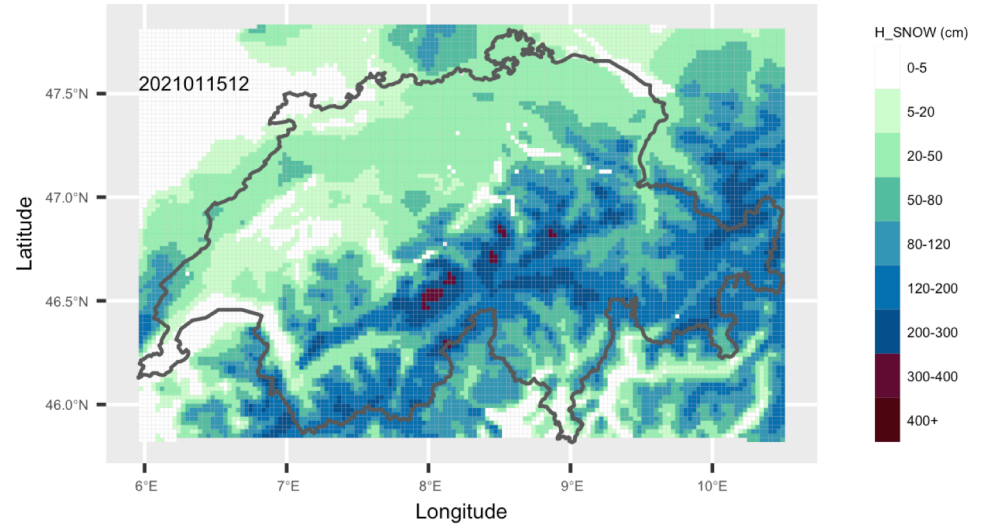 H_SNOW (cm)
0-5
5-20
20-50
50-80
80-120
120-200
200-300
300-400
400+
2021011512
47.5°N
47.0°N
46.5°N
46.0°N
Latitude
6°E 7°E 8°E 9°E 10°E
Longitude